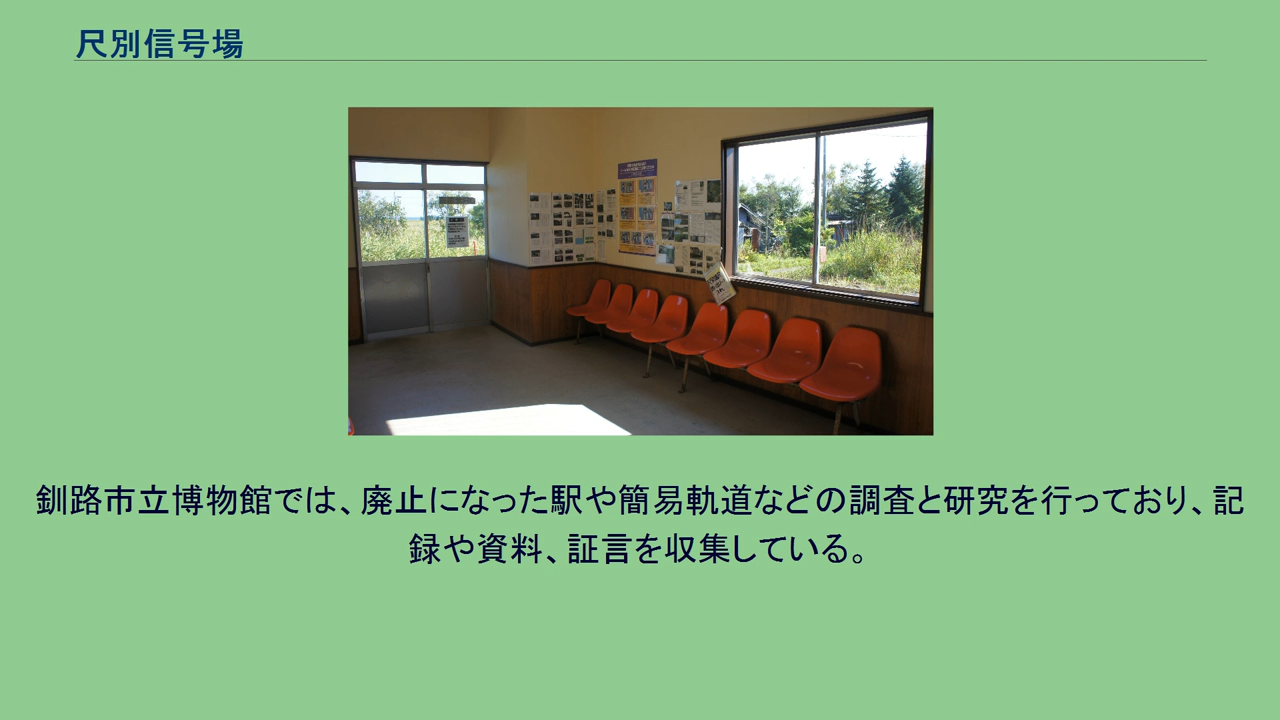 尺別信号場
釧路市立博物館では、廃止になった駅や簡易軌道などの調査と研究を行っており、記
録や資料、証言を収集している。